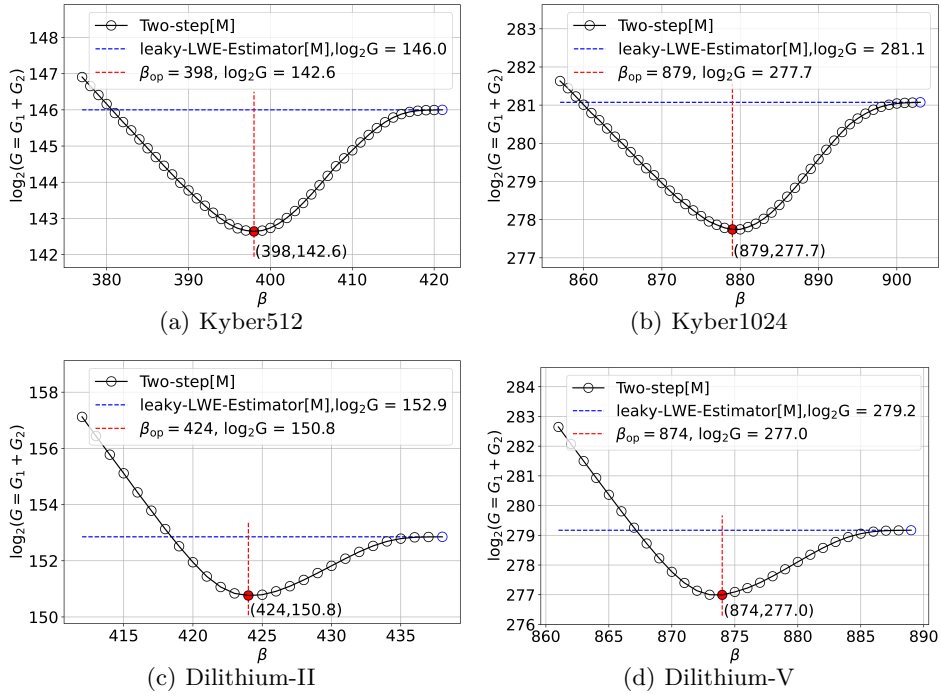 148
147
146
145
144
143
142
log₂(G = G₁ + G₂)
Two-step[M]
leaky-LWE-Estimator[M],log₂G = 146.0
βop = 398, log₂G = 142.6
(398,142.6)
380 390 400 410 420
β
(a) Kyber512
283
282
281
280
279
278
277
log₂(G = G₁ + G₂)
Two-step[M]
leaky-LWE-Estimator[M],log₂G = 281.1
βop = 879, log₂G = 277.7
(879,277.7)
860 870 880 890 900
β
(b) Kyber1024
158
156
154
152
150
log₂(G = G₁ + G₂)
Two-step[M]
leaky-LWE-Estimator[M],log₂G = 152.9
βop = 424, log₂G = 150.8
(424,150.8)
415 420 425 430 435
β
(c) Dilithium-II
284
283
282
281
280
279
278
277
276
log₂(G = G₁ + G₂)
Two-step[M]
leaky-LWE-Estimator[M],log₂G = 279.2
βop = 874, log₂G = 277.0
(874,277.0)
860 865 870 875 880 885 890
β
(d) Dilithium-V